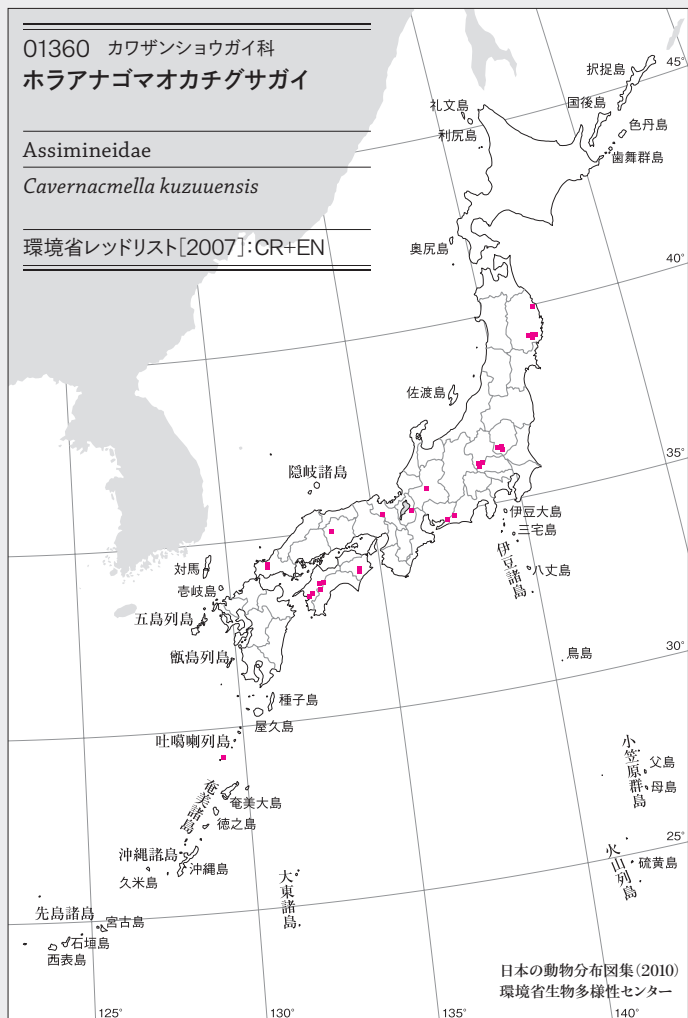 01360 カワザンショウガイ科
ホラアナゴマオカチグサガイ
Assimineidae
Cavernacmella kuzuuensis
環境省レッドリスト[2007]:CR+EN
択捉島
45°
礼文島
国後島
色丹島
利尻島
歯舞群島
奥尻島
40°
佐渡島
35°
隠岐諸島
伊豆大島
三宅島
伊豆諸島
八丈島
対馬
壱岐島
五島列島
甑島列島
鳥島
30°
種子島
屋久島
吐噶喇列島
小笠原群島
父島
母島
奄美諸島
奄美大島
徳之島
25°
沖縄諸島
沖縄島
久米島
大東諸島
火山列島
硫黄島
先島諸島
宮古島
石垣島
西表島
日本の動物分布図集(2010)
環境省生物多様性センター
125°
130°
135°
140°